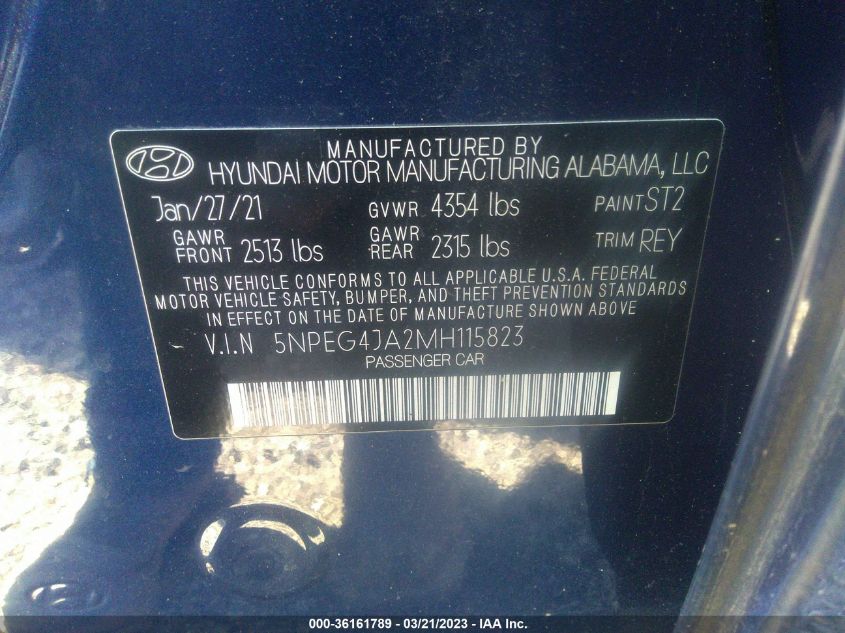 MANUFACTURED BY
HYUNDAI MOTOR MANUFACTURING ALABAMA, LLC
Jan/27/21 GVWR 4354 lbs PAINT ST2
GAWR FRONT 2513 lbs GAWR REAR 2315 lbs TRIM REY
THIS VEHICLE CONFORMS TO ALL APPLICABLE U.S.A. FEDERAL
MOTOR VEHICLE SAFETY, BUMPER, AND THEFT PREVENTION STANDARDS
IN EFFECT ON THE DATE OF MANUFACTURE SHOWN ABOVE
V.I.N 5NPEG4JA2MH115823
PASSENGER CAR
000-36161789 - 03/21/2023 - IAA Inc.